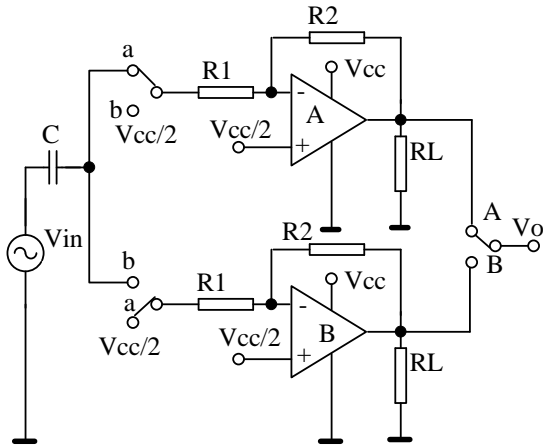 R2
a
R1
Vcc
-
A
b
Vcc/2
Vcc/2
+
C
RL
A
Vin
Vo
B
R2
b
R1
Vcc
a
-
B
Vcc/2
Vcc/2
+
RL